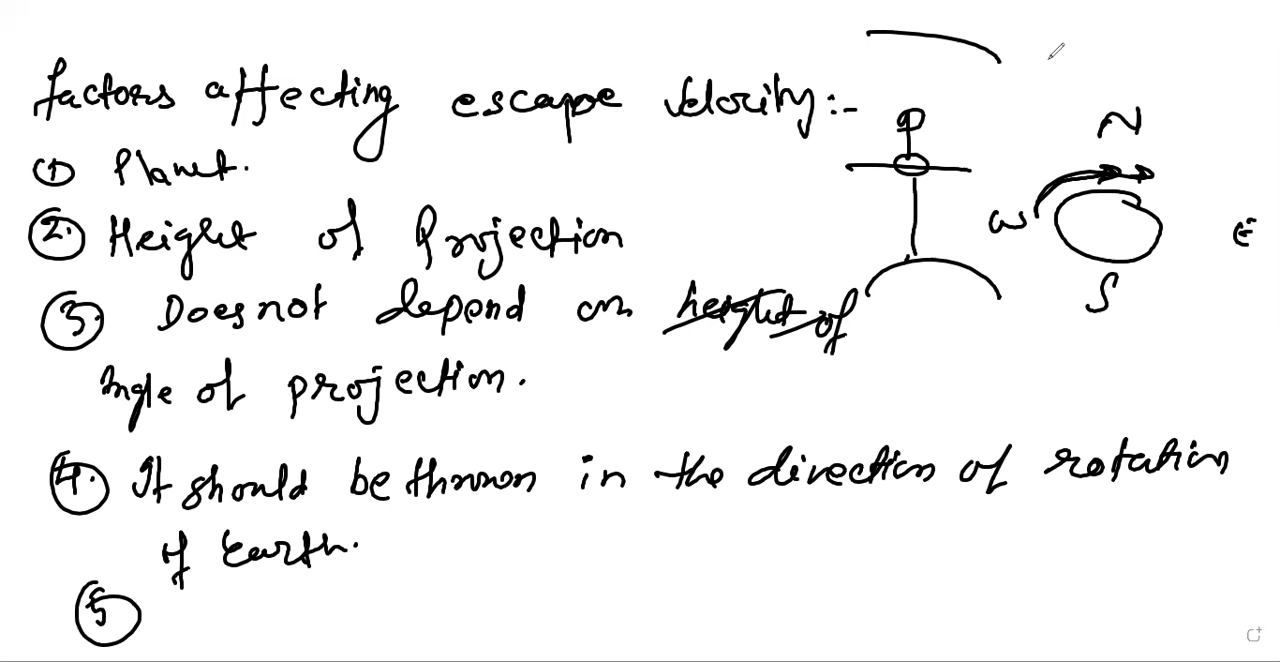 factors affecting escape velocity:-
① Planet.
②. Height of Projection
③. Does not depend on height of
Angle of projection.
④. It should be thrown in the direction of rotation
of Earth.
⑤
P
N
W
E
S